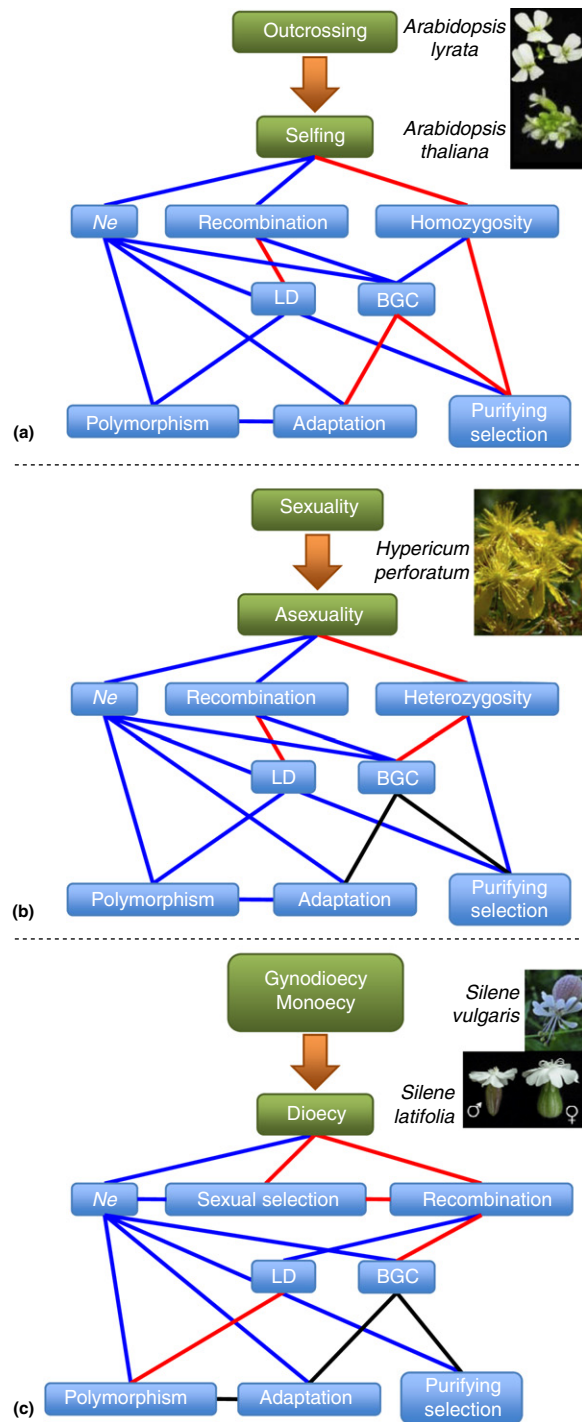 Outcrossing
Arabidopsis
lyrata
Selfing
Arabidopsis
thaliana
Ne
Recombination
Homozygosity
LD
BGC
Polymorphism
Adaptation
Purifying
selection
(a)
Sexuality
Hypericum
perforatum
Asexuality
Ne
Recombination
Heterozygosity
LD
BGC
Polymorphism
Adaptation
Purifying
selection
(b)
Gynodioecy
Monoecy
Silene
vulgaris
Dioecy
Silene
latifolia
♂
♀
Ne
Sexual selection
Recombination
LD
BGC
Polymorphism
Adaptation
Purifying
selection
(c)